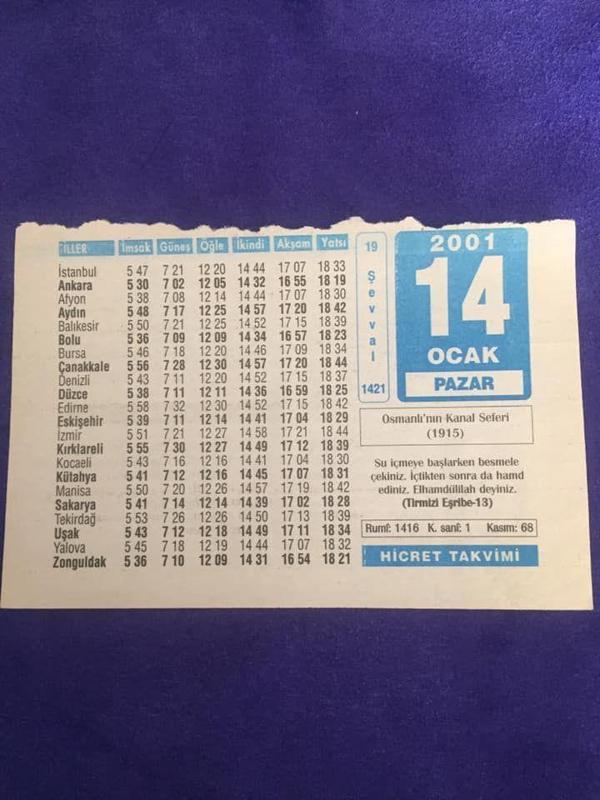 İLLER İmsak Güneş Öğle İkindi Akşam Yatsı
İstanbul 5 47 7 21 12 20 14 44 17 07 18 33
Ankara 5 30 7 02 12 05 14 32 16 55 18 19
Afyon 5 38 7 08 12 14 14 44 17 07 18 30
Aydın 5 48 7 17 12 25 14 57 17 20 18 42
Balıkesir 5 50 7 21 12 25 14 52 17 15 18 39
Bolu 5 36 7 09 12 09 14 34 16 57 18 23
Bursa 5 46 7 18 12 20 14 46 17 09 18 34
Çanakkale 5 56 7 28 12 30 14 57 17 20 18 44
Denizli 5 43 7 11 12 20 14 52 17 15 18 37
Düzce 5 38 7 11 12 11 14 36 16 59 18 25
Edirne 5 58 7 32 12 30 14 52 17 15 18 42
Eskişehir 5 39 7 11 12 14 14 41 17 04 18 29
İzmir 5 51 7 21 12 27 14 58 17 21 18 44
Kırklareli 5 55 7 30 12 27 14 49 17 12 18 39
Kocaeli 5 43 7 16 12 16 14 41 17 04 18 30
Kütahya 5 41 7 12 12 16 14 45 17 07 18 31
Manisa 5 50 7 20 12 26 14 57 17 19 18 42
Sakarya 5 41 7 14 12 14 14 39 17 02 18 28
Tekirdağ 5 53 7 26 12 26 14 50 17 13 18 39
Uşak 5 43 7 12 12 18 14 49 17 11 18 34
Yalova 5 45 7 18 12 19 14 44 17 07 18 32
Zonguldak 5 36 7 10 12 09 14 31 16 54 18 21
19
Şevval
1421
2001
14
OCAK
PAZAR
Osmanlı'nın Kanal Seferi
(1915)
Su içmeye başlarken besmele
çekiniz. İçtikten sonra da hamd
ediniz. Elhamdülilah deyiniz.
(Tirmizi Eşribe-13)
Rumî: 1416 K. sanî: 1 Kasım: 68
HİCRET TAKVİMİ